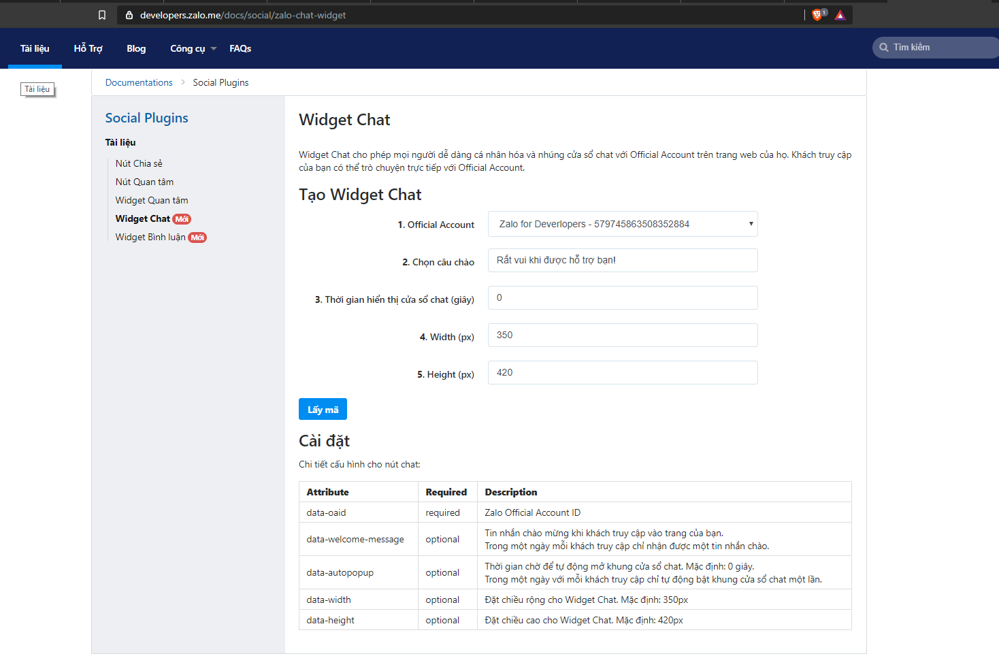 developers.zalo.me/docs/social/zalo-chat-widget
1
Tài liệu
Hỗ Trợ
Blog
Công cụ
FAQs
Tìm kiếm
Tài liệu
Documentations
Social Plugins
Social Plugins
Tài liệu
Nút Chia sẻ
Nút Quan tâm
Widget Quan tâm
Widget Chat Mới
Widget Bình luận Mới
Widget Chat
Widget Chat cho phép mọi người dễ dàng cá nhân hóa và nhúng cửa sổ chat với Official Account trên trang web của họ. Khách truy cập
của bạn có thể trò chuyện trực tiếp với Official Account.
Tạo Widget Chat
1. Official Account
Zalo for Deverlopers - 579745863508352884
2. Chọn câu chào
Rất vui khi được hỗ trợ bạn!
3. Thời gian hiển thị cửa sổ chat (giây)
0
4. Width (px)
350
5. Height (px)
420
Lấy mã
Cài đặt
Chi tiết cấu hình cho nút chat:
Attribute Required Description
data-oaid required Zalo Official Account ID
data-welcome-message optional Tin nhắn chào mừng khi khách truy cập vào trang của bạn.
Trong một ngày mỗi khách truy cập chỉ nhận được một tin nhắn chào.
data-autopopup optional Thời gian chờ để tự động mở khung cửa sổ chat. Mặc định: 0 giây.
Trong một ngày với mỗi khách truy cập chỉ tự động bật khung cửa sổ chat một lần.
data-width optional Đặt chiều rộng cho Widget Chat. Mặc định: 350px
data-height optional Đặt chiều cao cho Widget Chat. Mặc định: 420px